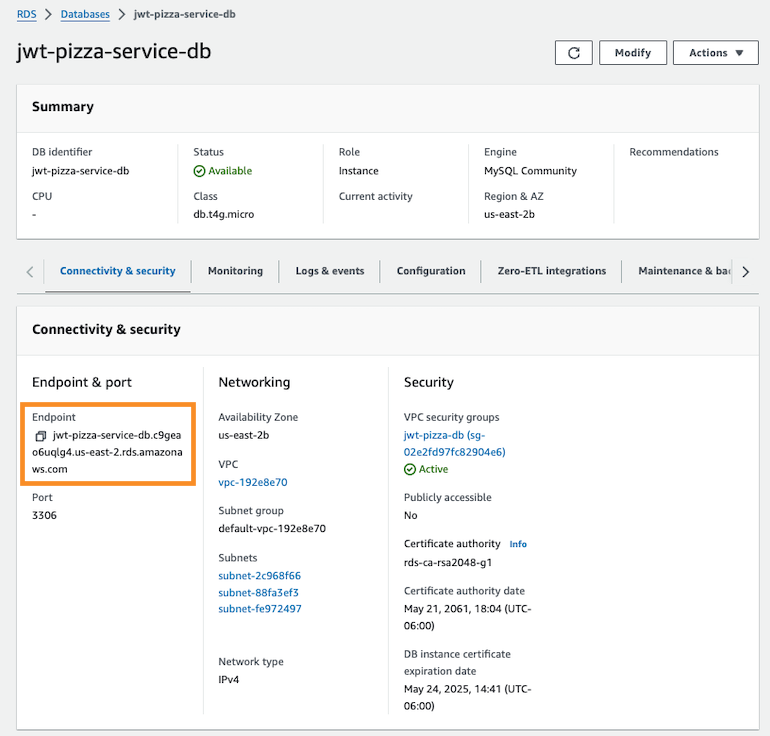 RDS > Databases > jwt-pizza-service-db
jwt-pizza-service-db
Modify
Actions
Summary
DB identifier
jwt-pizza-service-db
CPU
-
Status
Available
Class
db.t4g.micro
Role
Instance
Current activity
Engine
MySQL Community
Region & AZ
us-east-2b
Recommendations
Connectivity & security
Monitoring
Logs & events
Configuration
Zero-ETL integrations
Maintenance & bac
Connectivity & security
Endpoint & port
Endpoint
jwt-pizza-service-db.c9gea
o6uqlg4.us-east-2.rds.amazona
ws.com
Port
3306
Networking
Availability Zone
us-east-2b
VPC
vpc-192e8e70
Subnet group
default-vpc-192e8e70
Subnets
subnet-2c968f66
subnet-88fa3ef3
subnet-fe972497
Network type
IPv4
Security
VPC security groups
jwt-pizza-db (sg-
02e2fd97fc82904e6)
Active
Publicly accessible
No
Certificate authority Info
rds-ca-rsa2048-g1
Certificate authority date
May 21, 2061, 18:04 (UTC-
06:00)
DB instance certificate
expiration date
May 24, 2025, 14:41 (UTC-
06:00)